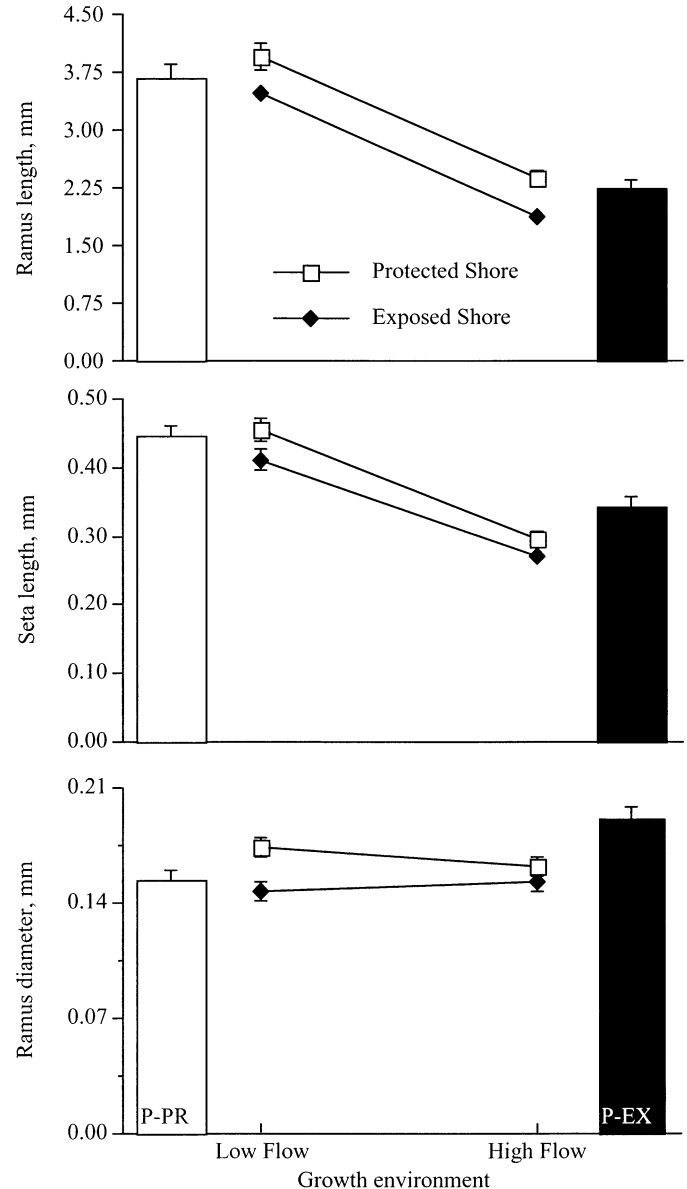 4.50
3.75
3.00
2.25
1.50
0.75
0.00
Ramus length, mm
Protected Shore
Exposed Shore
0.50
0.40
0.30
0.20
0.10
0.00
Seta length, mm
0.21
0.14
0.07
0.00
Ramus diameter, mm
P-PR
P-EX
Low Flow
High Flow
Growth environment